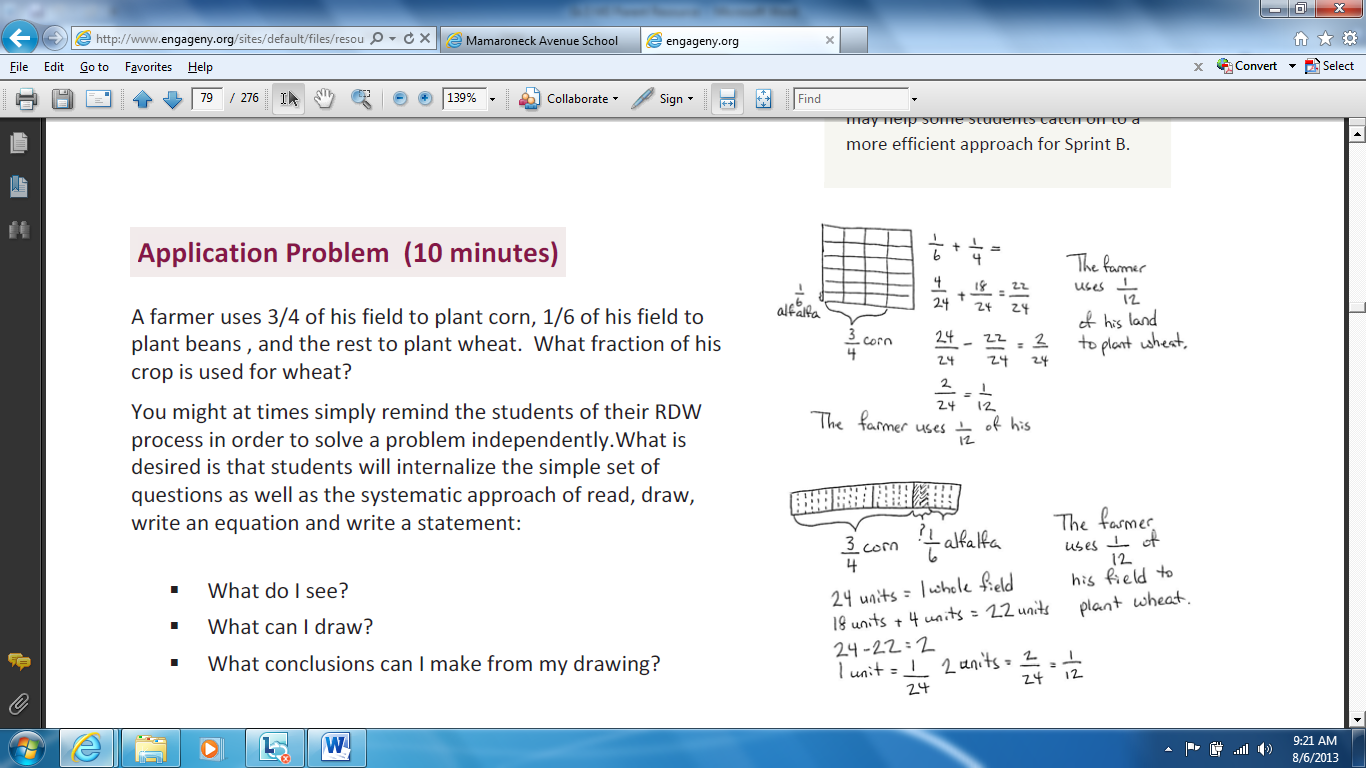 http://www.engageny.org/sites/default/files/resou
Mamaroneck Avenue School
engageny.org
File Edit Go to Favorites Help
Convert Select
79 / 276
139%
Collaborate
Sign
Find
may help some students catch on to a
more efficient approach for Sprint B.
Application Problem (10 minutes)
A farmer uses 3/4 of his field to plant corn, 1/6 of his field to
plant beans , and the rest to plant wheat. What fraction of his
crop is used for wheat?
You might at times simply remind the students of their RDW
process in order to solve a problem independently.What is
desired is that students will internalize the simple set of
questions as well as the systematic approach of read, draw,
write an equation and write a statement:
▪ What do I see?
▪ What can I draw?
▪ What conclusions can I make from my drawing?
1/6
alfalfa
3/4 corn
1/6 + 1/4 =
4/24 + 18/24 = 22/24
24/24 - 22/24 = 2/24
2/24 = 1/12
The farmer uses 1/12 of his
The farmer
uses 1/12
of his land
to plant wheat.
3/4 corn ? 1/6 alfalfa
24 units = 1 whole field
18 units + 4 units = 22 units
24-22=2
1 unit = 1/24 2 units = 2/24 = 1/12
The farmer
uses 1/12 of
his field to
plant wheat.
9:21 AM
8/6/2013